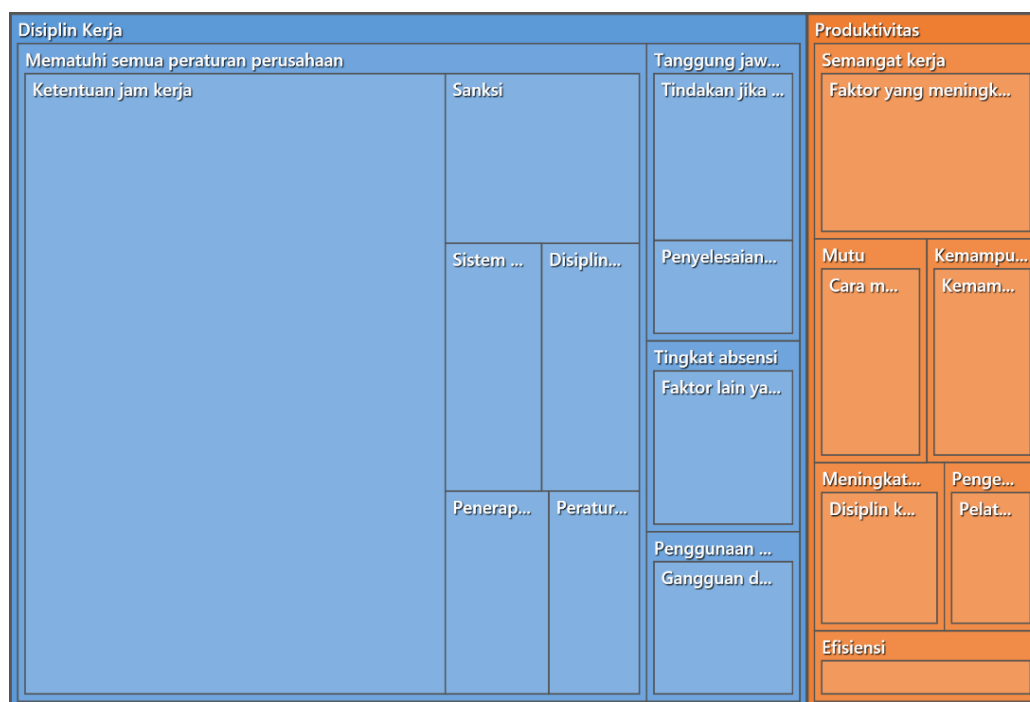 Disiplin Kerja
Mematuhi semua peraturan perusahaan
Ketentuan jam kerja
Sanksi
Sistem ...
Disiplin...
Penerap...
Peratur...
Tanggung jaw...
Tindakan jika ...
Penyelesaian...
Tingkat absensi
Faktor lain ya...
Penggunaan ...
Gangguan d...
Produktivitas
Semangat kerja
Faktor yang meningk...
Mutu
Cara m...
Kemampu...
Kemam...
Meningkat...
Disiplin k...
Penge...
Pelat...
Efisiensi